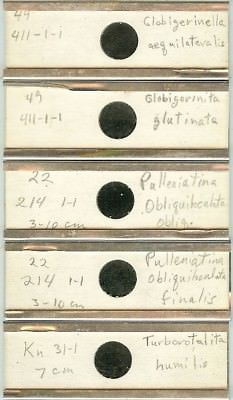 49
411-1-1
Globigerinella
aequilateralis
49
411-1-1
Globigerinita
glutinata
22
214 1-1
3-10 cm
Pulleniatina
Obliquiloculata
obliq.
22
214 1-1
3-10 cm
Pulleniatina
Obliquiloculata
finalis
Kn 31-1
7 cm
Turborotalita
humilis